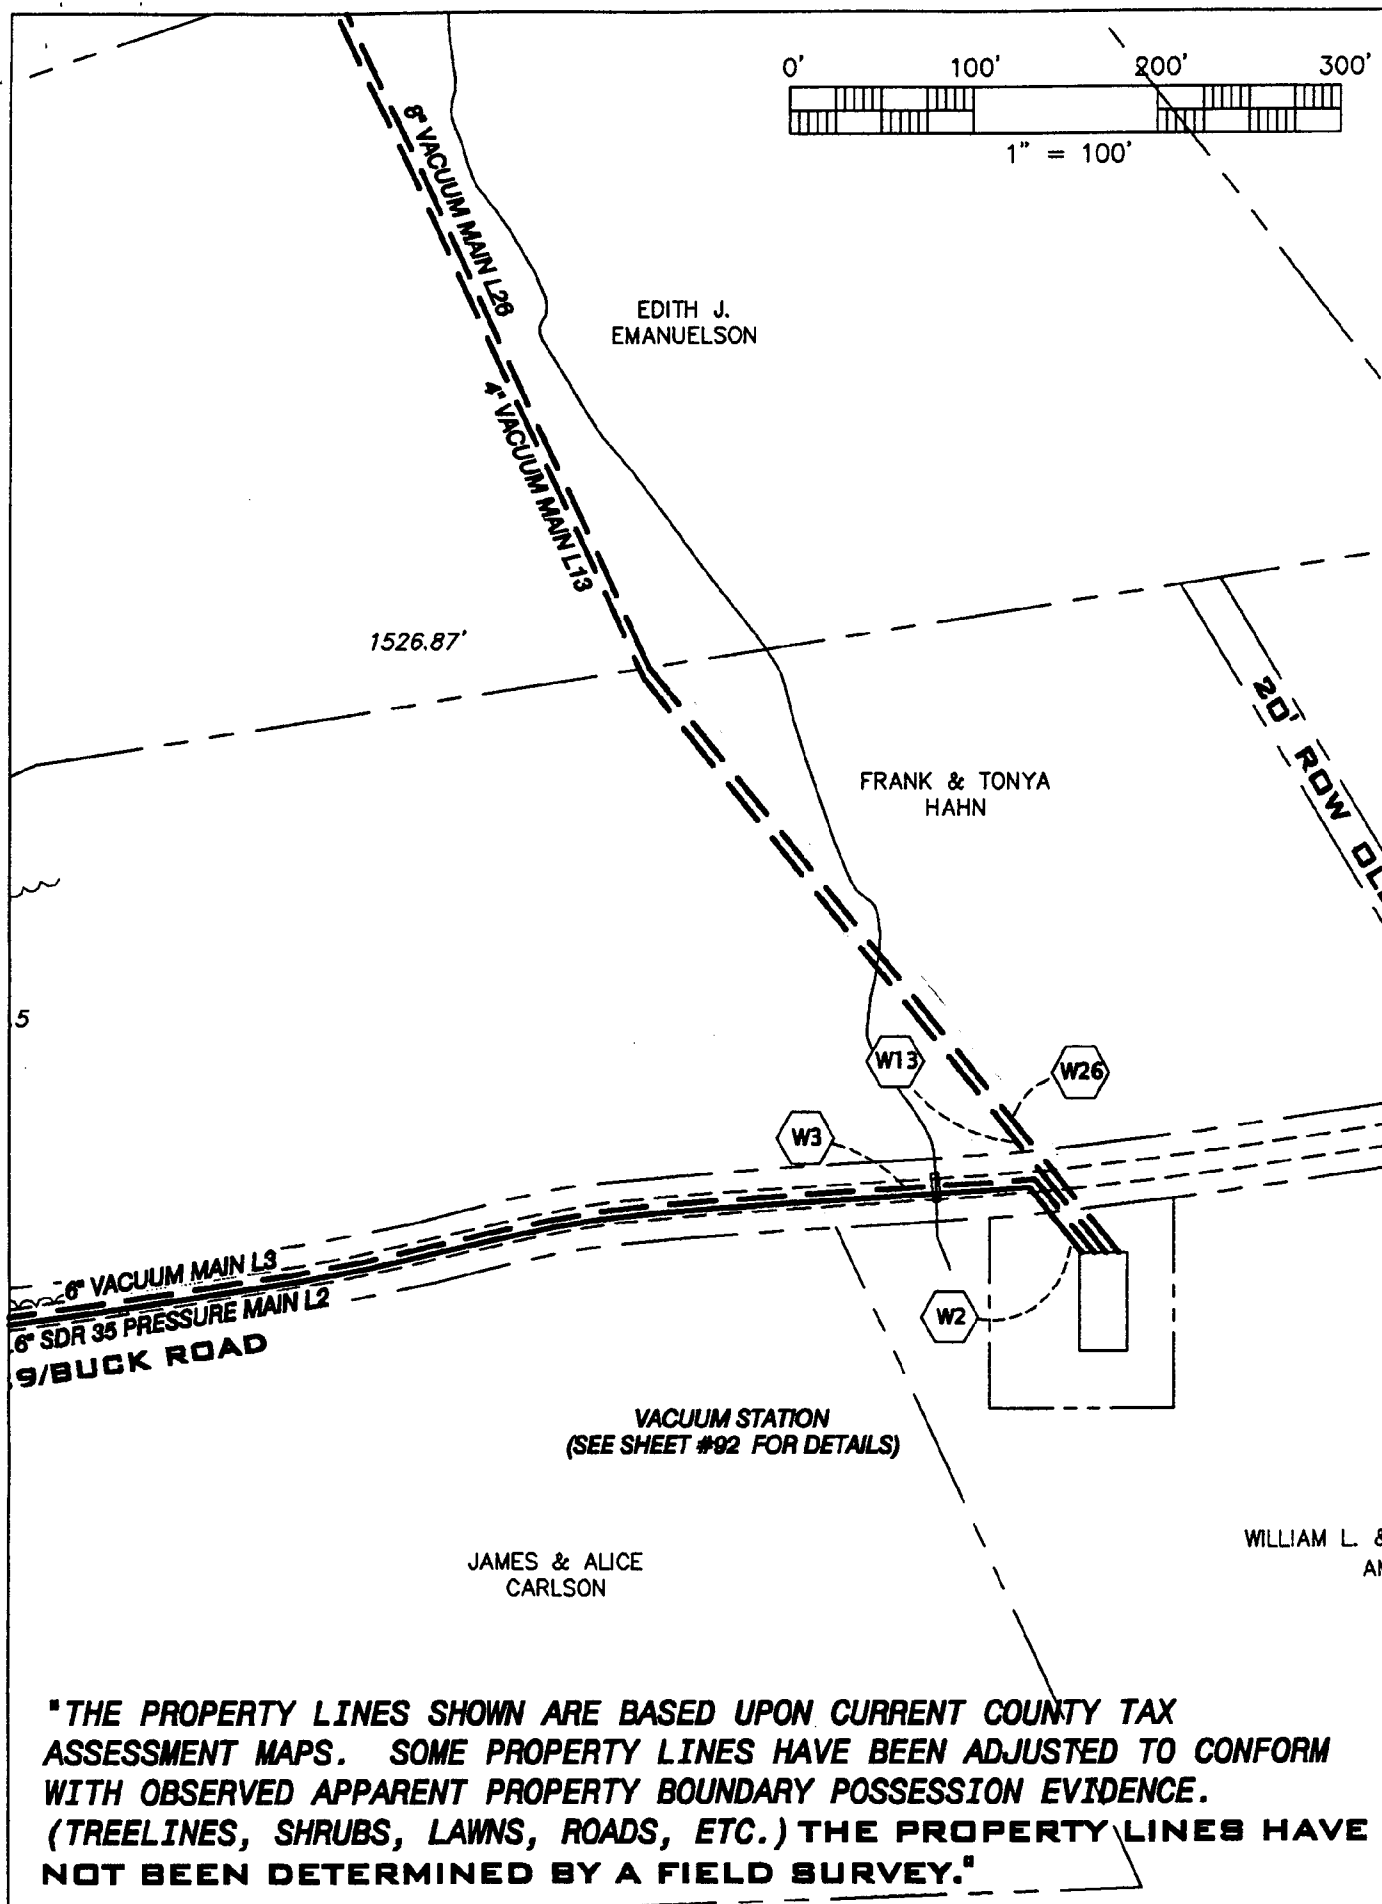 0' 100' 200' 300'
1" = 100'
8" VACUUM MAIN L26
EDITH J.
EMANUELSON
4" VACUUM MAIN L13
1526.87'
20' ROW
FRANK & TONYA
HAHN
.5
W13
W26
W3
6" VACUUM MAIN L3
6" SDR 35 PRESSURE MAIN L2
9/BUCK ROAD
W2
VACUUM STATION
(SEE SHEET #92 FOR DETAILS)
JAMES & ALICE
CARLSON
WILLIAM L. &
"THE PROPERTY LINES SHOWN ARE BASED UPON CURRENT COUNTY TAX
ASSESSMENT MAPS. SOME PROPERTY LINES HAVE BEEN ADJUSTED TO CONFORM
WITH OBSERVED APPARENT PROPERTY BOUNDARY POSSESSION EVIDENCE.
(TREELINES, SHRUBS, LAWNS, ROADS, ETC.) THE PROPERTY LINES HAVE
NOT BEEN DETERMINED BY A FIELD SURVEY."